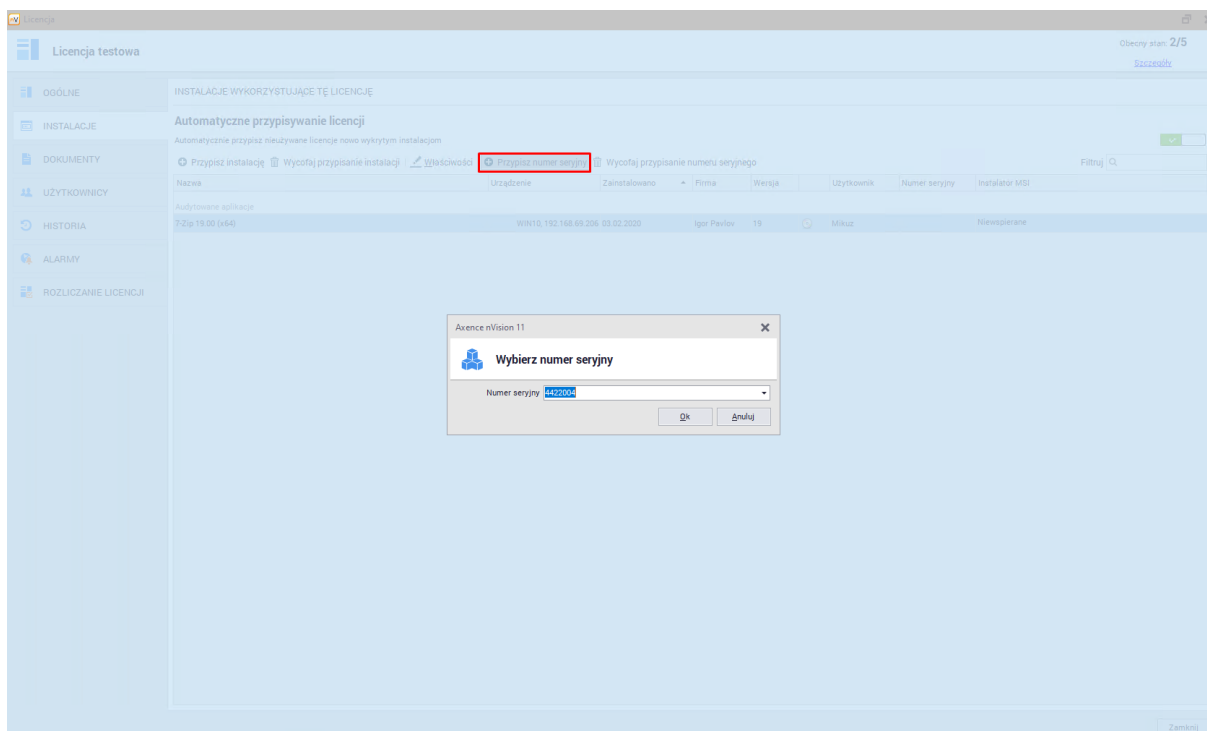 nV Licencja
Licencja testowa
Obecny stan: 2/5
Szczegóły
OGÓLNE
INSTALACJE
DOKUMENTY
UŻYTKOWNICY
HISTORIA
ALARMY
ROZLICZANIE LICENCJI
INSTALACJE WYKORZYSTUJĄCE TĘ LICENCJĘ
Automatyczne przypisywanie licencji
Automatycznie przypisz nieużywane licencje nowo wykrytym instalacjom
Przypisz instalację Wycofaj przypisanie instalacji Właściwości Przypisz numer seryjny Wycofaj przypisanie numeru seryjnego Filtruj
Nazwa Urządzenie Zainstalowano Firma Wersja Użytkownik Numer seryjny Instalator MSI
Audytowane aplikacje
7-Zip 19.00 (x64) WIN10, 192.168.69.206 03.02.2020 Igor Pavlov 19 Mikuz Niewspierane
Axence nVision 11
Wybierz numer seryjny
Numer seryjny 4422004
Ok Anuluj
Zamknij